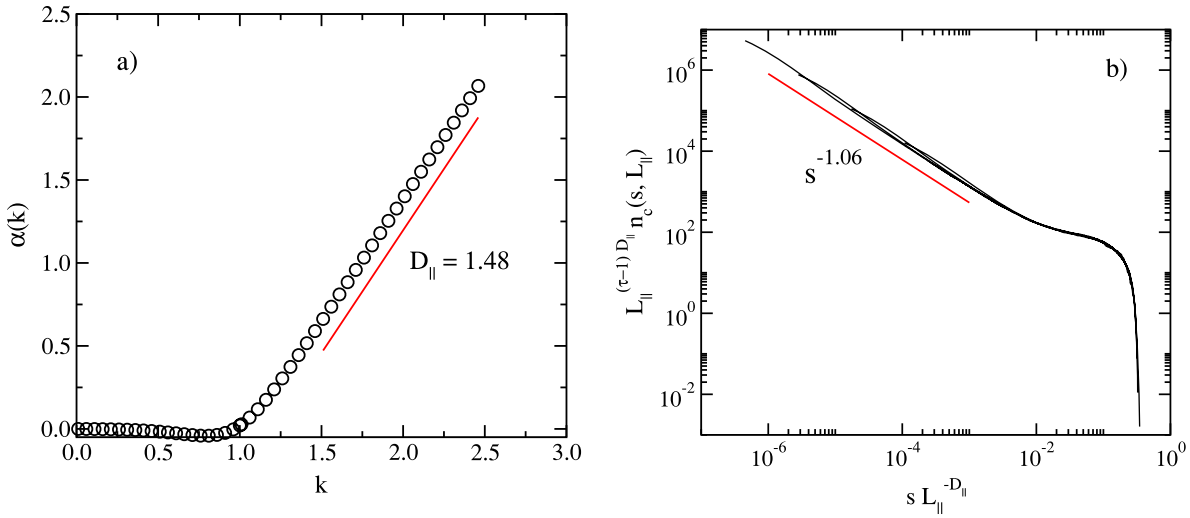 a)
2.5
2.0
1.5
1.0
0.5
0.0
α(k)
D|| = 1.48
0.0 0.5 1.0 1.5 2.0 2.5 3.0
k
b)
10^6
10^4
10^2
10^0
10^-2
L||^(τ−1) D|| n_c(s, L||)
s^-1.06
10^-6 10^-4 10^-2 10^0
s L||^-D||